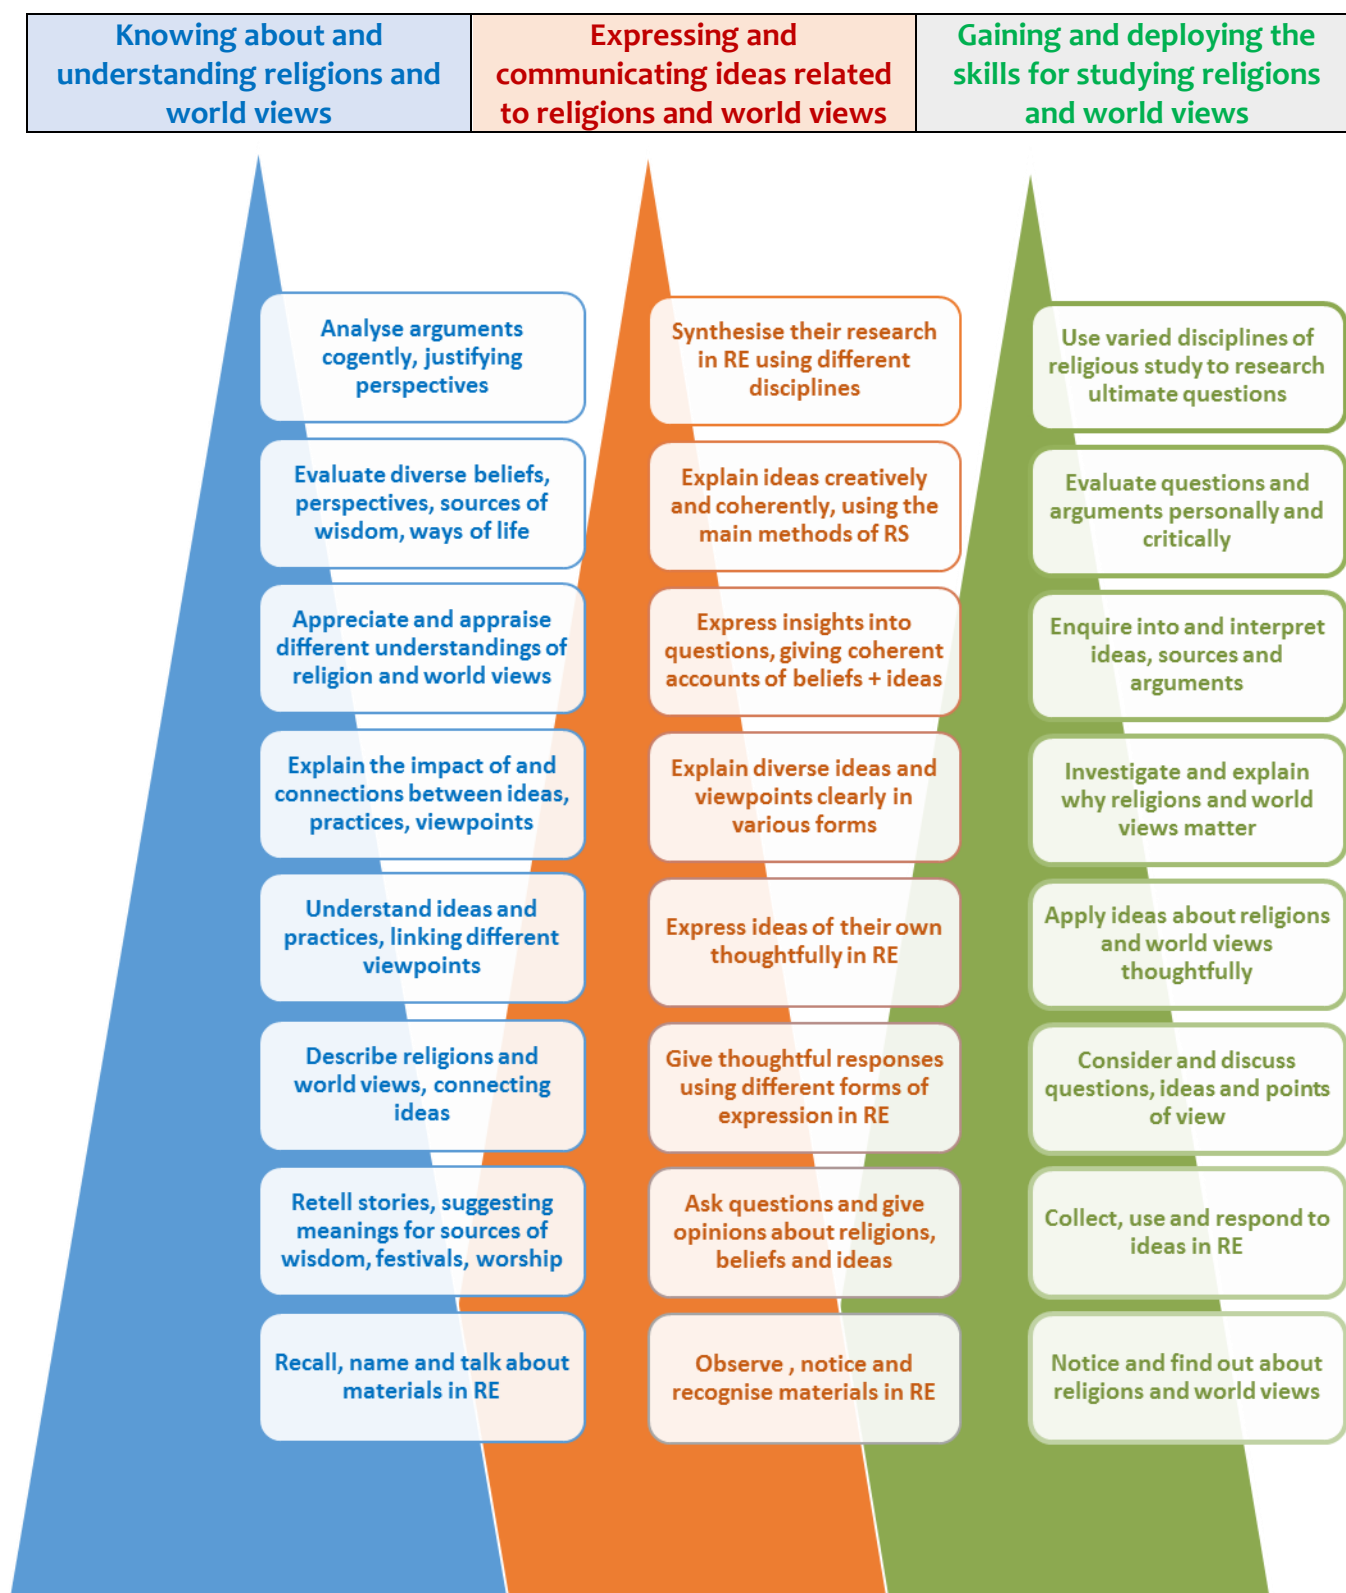 Knowing about and
understanding religions and
world views
Expressing and
communicating ideas related
to religions and world views
Gaining and deploying the
skills for studying religions
and world views
Analyse arguments
cogently, justifying
perspectives
Evaluate diverse beliefs,
perspectives, sources of
wisdom, ways of life
Appreciate and appraise
different understandings of
religion and world views
Explain the impact of and
connections between ideas,
practices, viewpoints
Understand ideas and
practices, linking different
viewpoints
Describe religions and
world views, connecting
ideas
Retell stories, suggesting
meanings for sources of
wisdom, festivals, worship
Recall, name and talk about
materials in RE
Synthesise their research
in RE using different
disciplines
Explain ideas creatively
and coherently, using the
main methods of RS
Express insights into
questions, giving coherent
accounts of beliefs + ideas
Explain diverse ideas and
viewpoints clearly in
various forms
Express ideas of their own
thoughtfully in RE
Give thoughtful responses
using different forms of
expression in RE
Ask questions and give
opinions about religions,
beliefs and ideas
Observe , notice and
recognise materials in RE
Use varied disciplines of
religious study to research
ultimate questions
Evaluate questions and
arguments personally and
critically
Enquire into and interpret
ideas, sources and
arguments
Investigate and explain
why religions and world
views matter
Apply ideas about religions
and world views
thoughtfully
Consider and discuss
questions, ideas and points
of view
Collect, use and respond to
ideas in RE
Notice and find out about
religions and world views